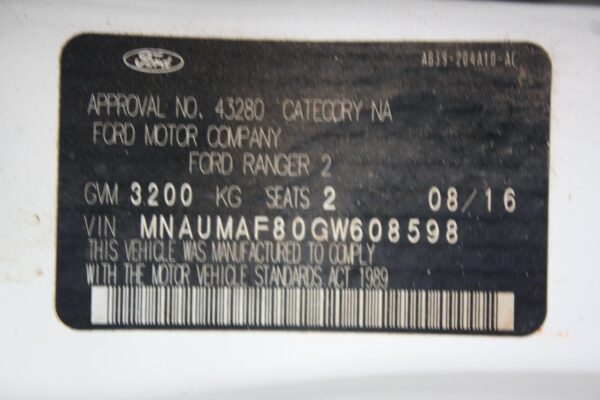 Ford
AB39-204A10-AC
APPROVAL NO. 43280 CATEGORY NA
FORD MOTOR COMPANY
FORD RANGER 2
GVM 3200 KG SEATS 2 08/16
VIN MNAUMAF80GW608598
THIS VEHICLE WAS MANUFACTURED TO COMPLY
WITH THE MOTOR VEHICLE STANDARDS ACT 1989